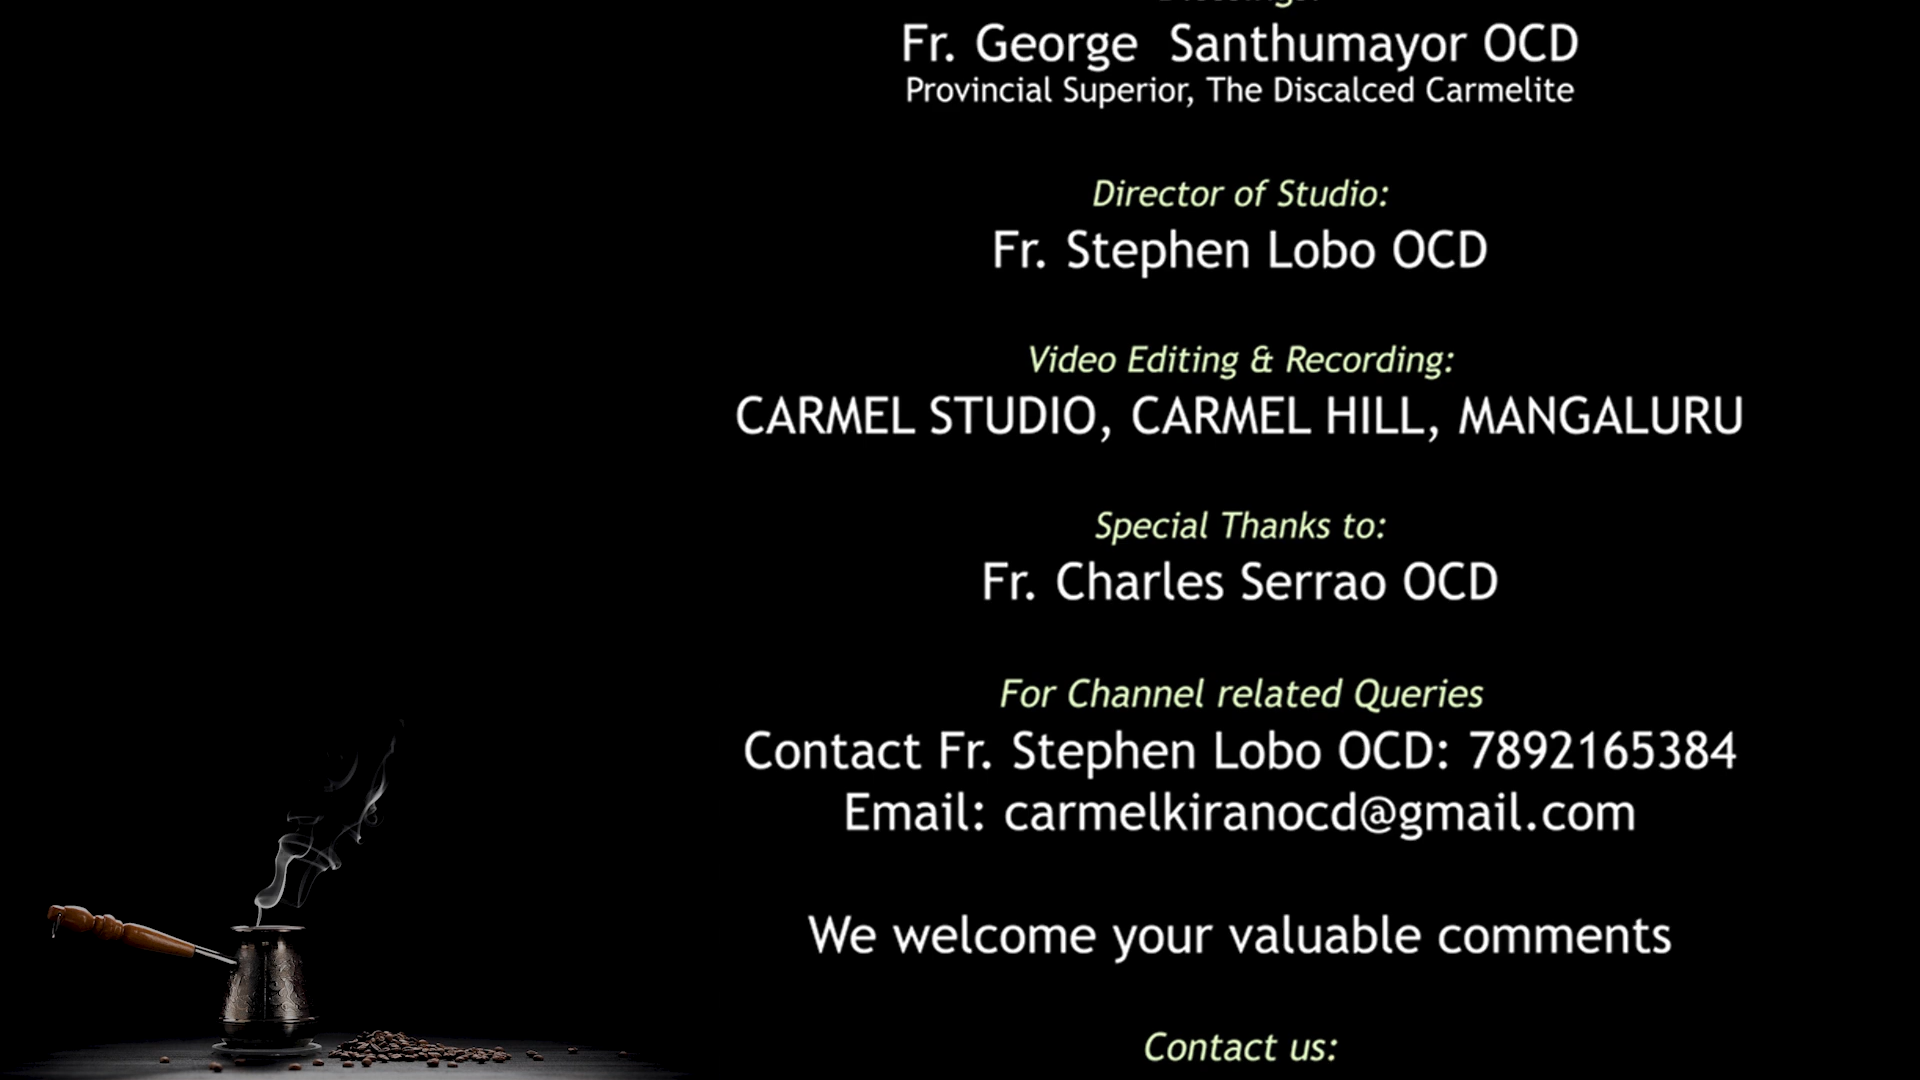 Fr. George Santhumayor OCD
Provincial Superior, The Discalced Carmelite
Director of Studio:
Fr. Stephen Lobo OCD
Video Editing & Recording:
CARMEL STUDIO, CARMEL HILL, MANGALURU
Special Thanks to:
Fr. Charles Serrao OCD
For Channel related Queries
Contact Fr. Stephen Lobo OCD: 7892165384
Email: carmelkiranocd@gmail.com
We welcome your valuable comments
Contact us: